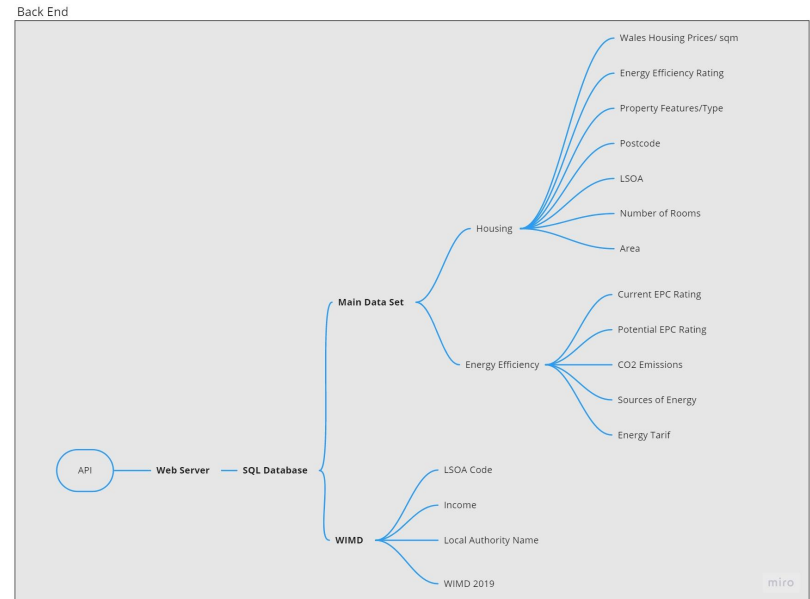 Back End
Wales Housing Prices/ sqm
Energy Efficiency Rating
Property Features/Type
Postcode
LSOA
Number of Rooms
Area
Housing
Main Data Set
Current EPC Rating
Potential EPC Rating
Energy Efficiency
CO2 Emissions
Sources of Energy
Energy Tarif
API
Web Server
SQL Database
LSOA Code
Income
WIMD
Local Authority Name
WIMD 2019
miro